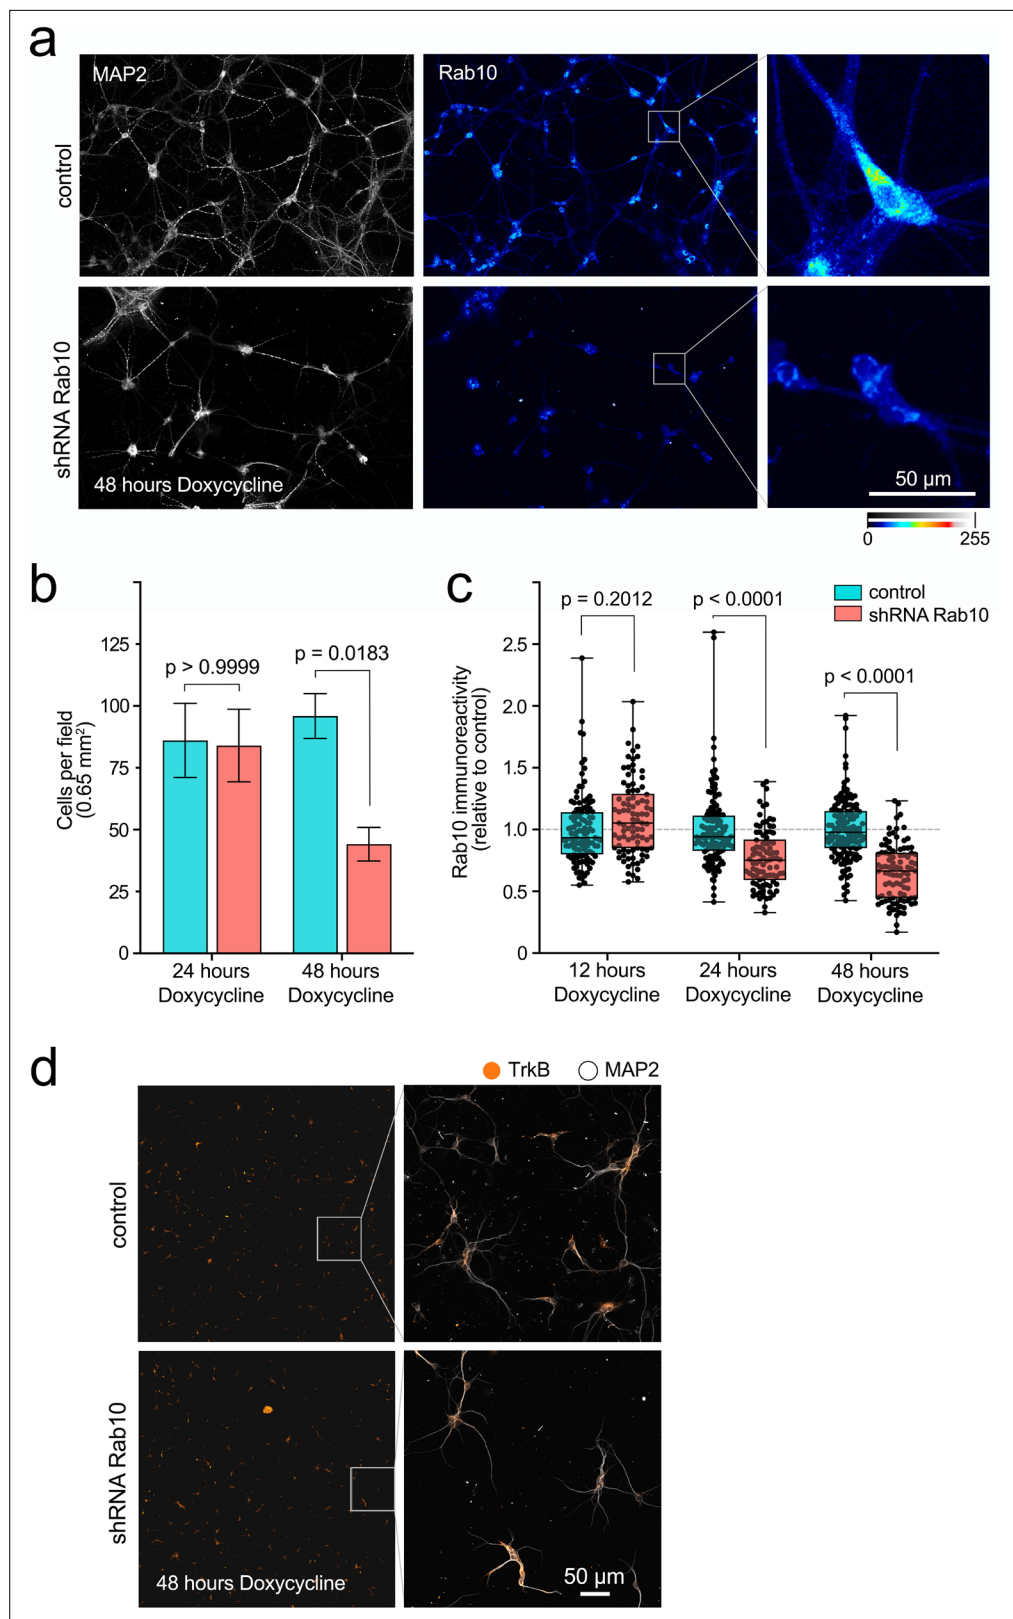 a
MAP2
Rab10
control
shRNA Rab10
48 hours Doxycycline
50 µm
0
255
b
Cells per field
(0.65 mm²)
125
100
75
50
25
0
p > 0.9999
p = 0.0183
24 hours
Doxycycline
48 hours
Doxycycline
c
control
shRNA Rab10
Rab10 immunoreactivity
(relative to control)
2.5
2.0
1.5
1.0
0.5
0
p = 0.2012
p < 0.0001
p < 0.0001
12 hours
Doxycycline
24 hours
Doxycycline
48 hours
Doxycycline
d
TrkB
MAP2
control
shRNA Rab10
48 hours Doxycycline
50 µm